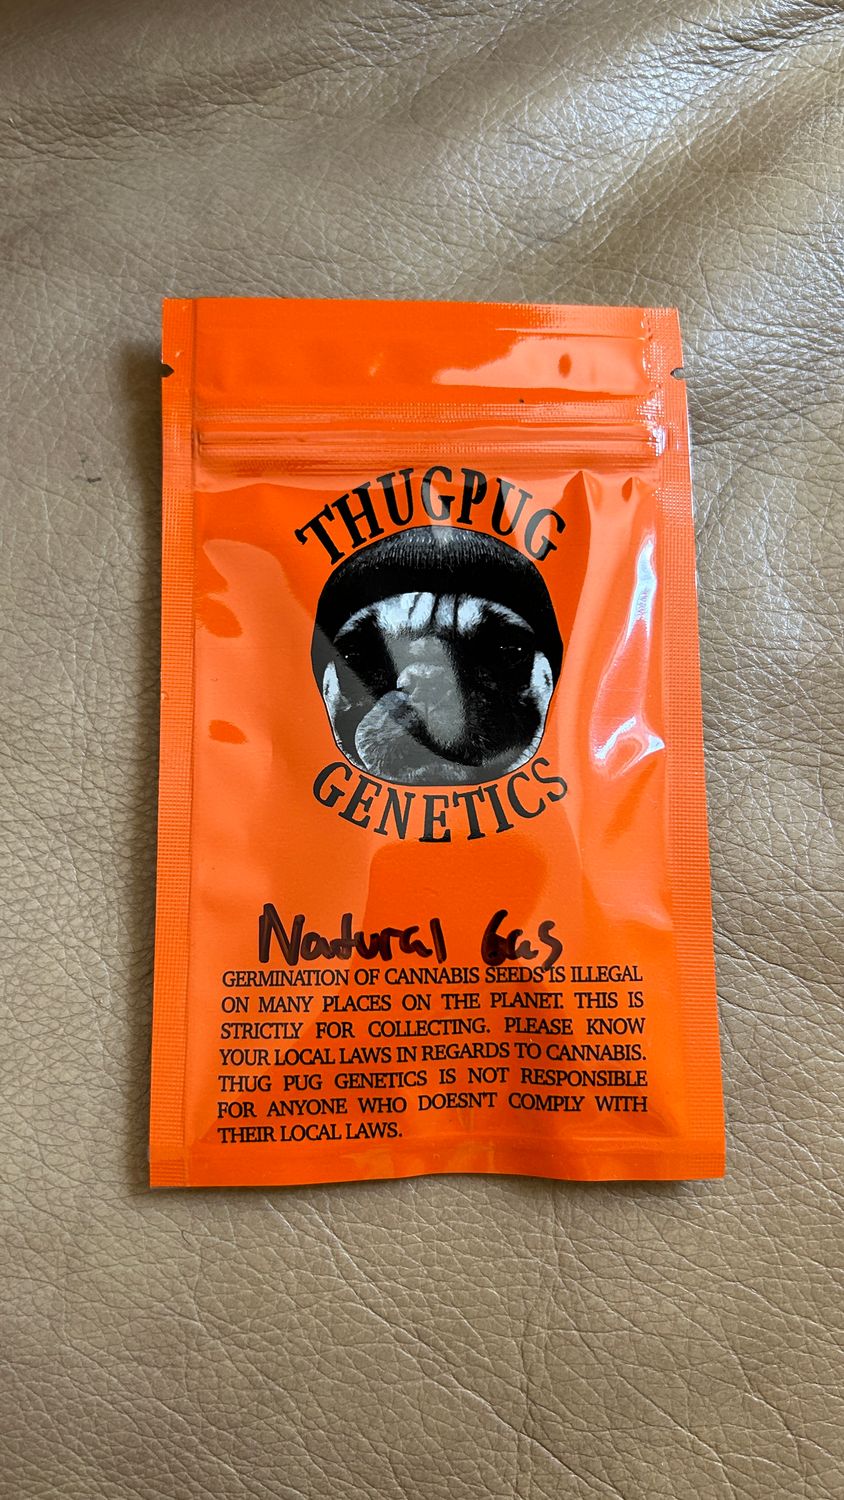 THUGPUG
GENETICS
Natural Gas
GERMINATION OF CANNABIS SEEDS IS ILLEGAL
ON MANY PLACES ON THE PLANET. THIS IS
STRICTLY FOR COLLECTING. PLEASE KNOW
YOUR LOCAL LAWS IN REGARDS TO CANNABIS.
THUG PUG GENETICS IS NOT RESPONSIBLE
FOR ANYONE WHO DOESN'T COMPLY WITH
THEIR LOCAL LAWS.